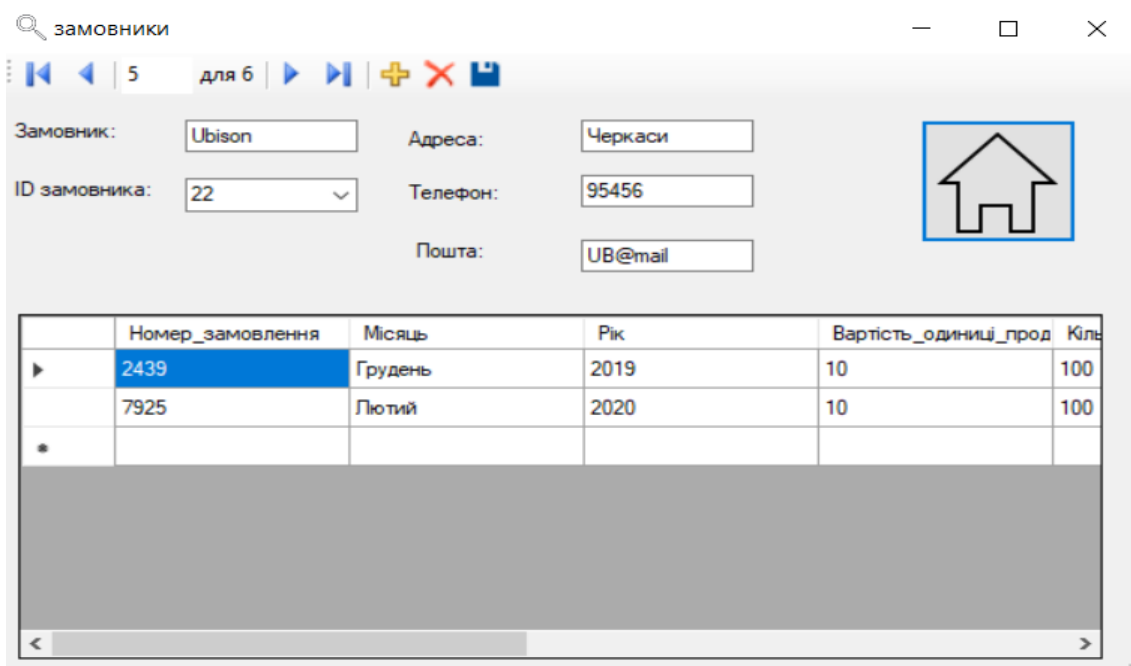 замовники
5 для 6
Замовник: Ubison Адреса: Черкаси
ID замовника: 22 Телефон: 95456
Пошта: UB@mail
Номер_замовлення Місяць Рік Вартість_одиниці_прод Кіль
2439 Грудень 2019 10 100
7925 Лютий 2020 10 100